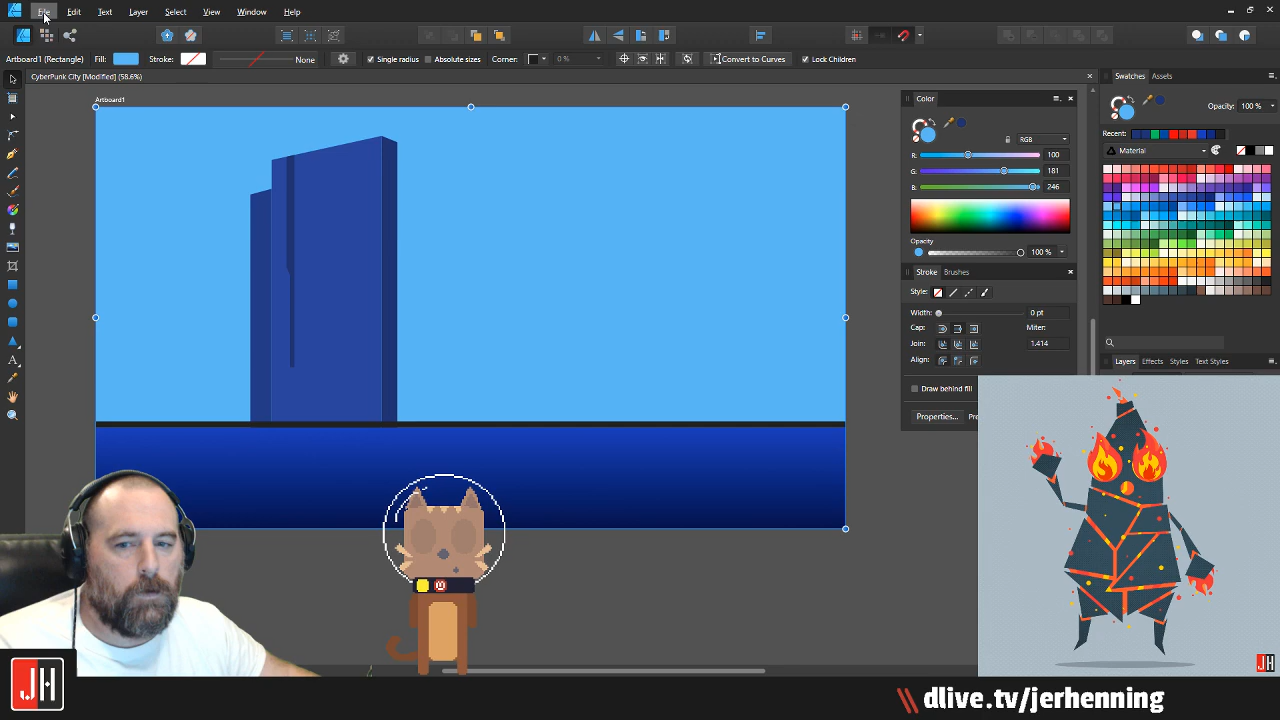 File Edit Text Layer Select View Window Help
Artboard1 (Rectangle) Fill: Stroke: None Single radius Absolute sizes Corner: 0 % Convert to Curves Lock Children
CyberPunk City [Modified] (58.6%)
Artboard1
Color
RGB
R: 100
G: 181
B: 246
Opacity
100 %
Stroke Brushes
Style:
Width: 0 pt
Cap: Miter:
Join: 1.414
Align:
Draw behind fill
Properties...
Swatches Assets
Opacity: 100 %
Recent:
Material
Layers Effects Styles Text Styles
JH
JH
dlive.tv/jerhenning